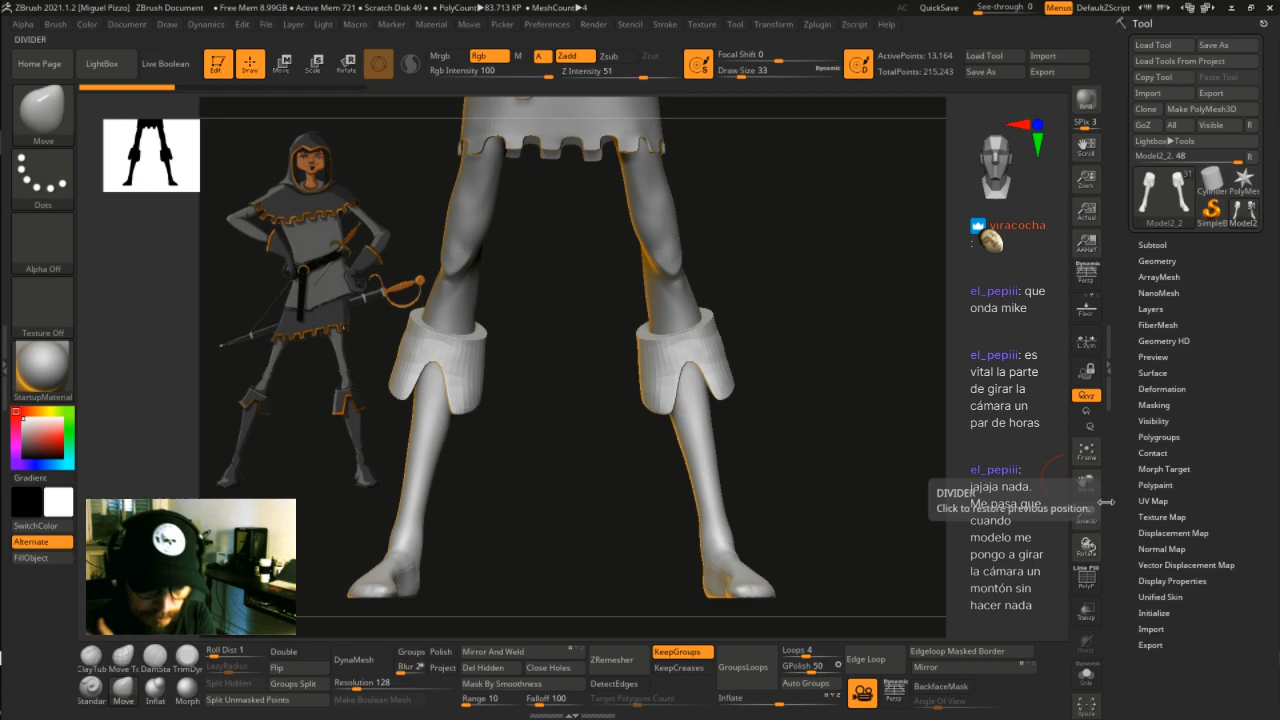 ZBrush 2021.1.2 [Miguel Pizzo] ZBrush Document ● Free Mem 8.99GB ● Active Mem 721 ● Scratch Disk 49 ● PolyCount▶83.713 KP ● MeshCount▶4 AC QuickSave See-through 0 Menus DefaultZScript
Alpha Brush Color Document Draw Dynamics Edit File Layer Light Macro Marker Material Movie Picker Preferences Render Stencil Stroke Texture Tool Transform Zplugin Zscript Help
DIVIDER
Home Page LightBox Live Boolean
Edit Draw Move Scale Rotate
Mrgb Rgb M A Zadd Zsub Zcut
Rgb Intensity 100 Z Intensity 51
Focal Shift 0
Draw Size 33 Dynamic
ActivePoints: 13,164
TotalPoints: 215,243
Load Tool Import
Save As Export
Move
Dots
Alpha Off
Texture Off
StartupMaterial
Gradient
SwitchColor
Alternate
FillObject
viracocha
:
el_pepiii: que
onda mike
el_pepiii: es
vital la parte
de girar la
cámara un
par de horas
el_pepiii:
jajaja nada.
Me pasa que
cuando
modelo me
pongo a girar
la cámara un
montón sin
hacer nada
DIVIDER
Click to restore previous position.
SPix 3
Scroll
Zoom
Actual
AAHalf
Dynamic
Persp
Floor
L.Sym
Frame
Move
Rotate
Line Fill
PolyF
Transp
Dynamic
Solo
Tool
Load Tool Save As
Load Tools From Project
Copy Tool Paste Tool
Import Export
Clone Make PolyMesh3D
GoZ All Visible R
Lightbox▶Tools
Model2_2. 48 R
31
Cylinder PolyMes
Model2_2 SimpleB Model2_
Subtool
Geometry
ArrayMesh
NanoMesh
Layers
FiberMesh
Geometry HD
Preview
Surface
Deformation
Masking
Visibility
Polygroups
Contact
Morph Target
Polypaint
UV Map
Texture Map
Displacement Map
Normal Map
Vector Displacement Map
Display Properties
Unified Skin
Initialize
Import
Export
ClayTub Move To DamSta TrimDyn
Standar Move Inflat Morph
Roll Dist 1 Double
LazyRadius Flip
Split Hidden Groups Split
Split Unmasked Points
DynaMesh Groups Polish
Blur 2 Project
Resolution 128
Make Boolean Mesh
Mirror And Weld
Del Hidden Close Holes
Mask By Smoothness
Range 10 Falloff 100
ZRemesher KeepGroups
KeepCreases
DetectEdges
Target Polygons Count
GroupsLoops Loops 4
GPolish 50
Auto Groups
Inflate
Edge Loop Edgeloop Masked Border
Mirror
Dynamic
Persp BackfaceMask
Angle Of View